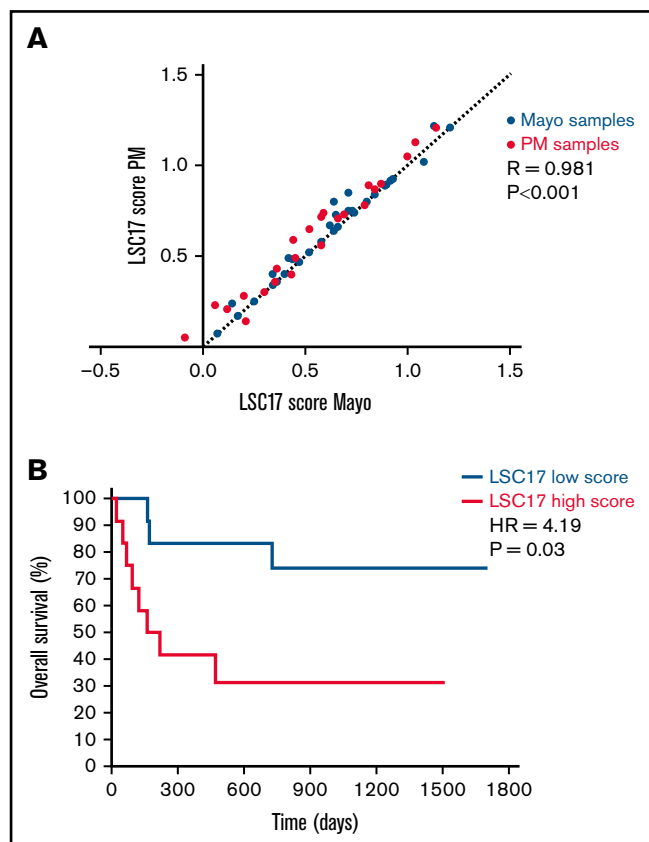 A
LSC17 score PM
1.5
1.0
0.5
−0.5
0.0
0.5
1.0
1.5
LSC17 score Mayo
Mayo samples
PM samples
R = 0.981
P<0.001
B
Overall survival (%)
100
90
80
70
60
50
40
30
20
10
0
0
300
600
900
1200
1500
1800
Time (days)
LSC17 low score
LSC17 high score
HR = 4.19
P = 0.03